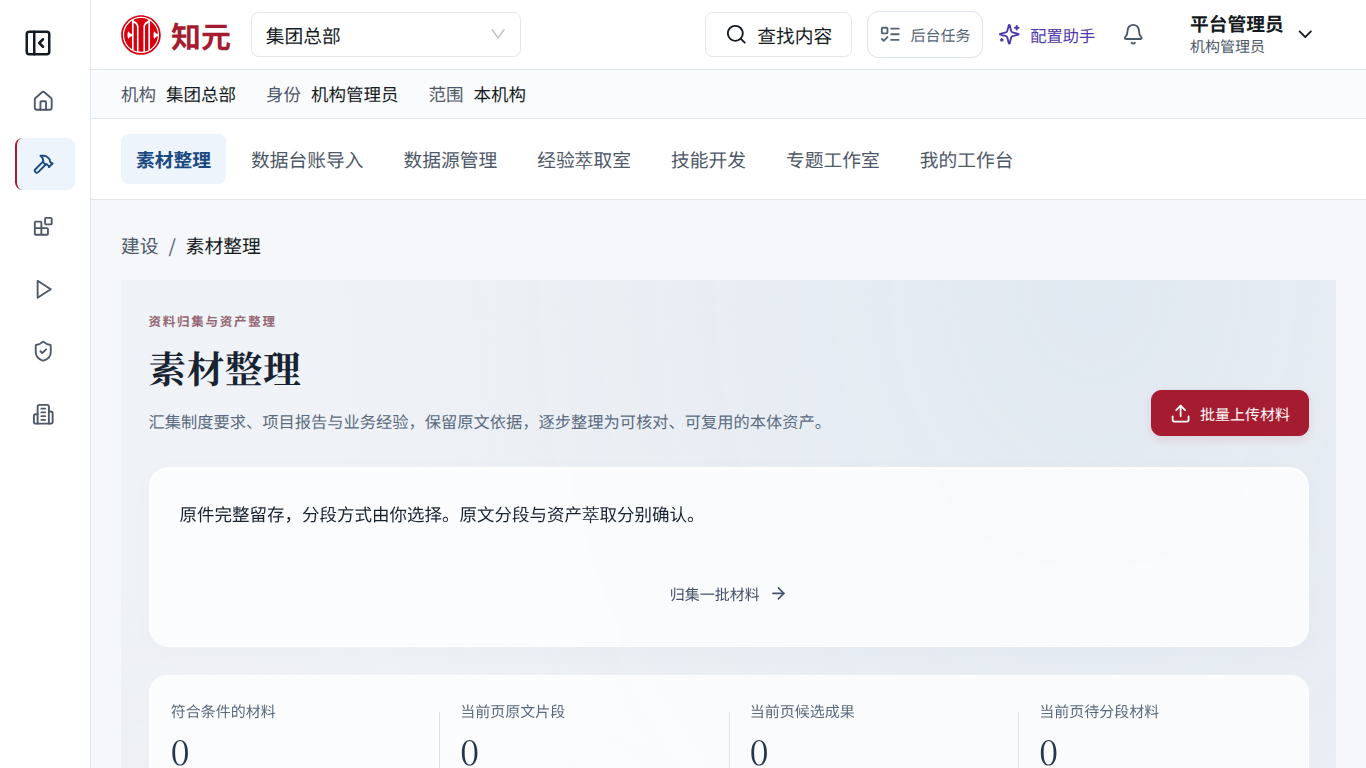 知元
集团总部
查找内容
后台任务
配置助手
平台管理员
机构管理员
机构 集团总部 身份 机构管理员 范围 本机构
素材整理 数据台账导入 数据源管理 经验萃取室 技能开发 专题工作室 我的工作台
建设 / 素材整理
资料归集与资产整理
素材整理
汇集制度要求、项目报告与业务经验，保留原文依据，逐步整理为可核对、可复用的本体资产。
批量上传材料
原件完整留存，分段方式由你选择。原文分段与资产萃取分别确认。
归集一批材料
符合条件的材料 当前页原文片段 当前页候选成果 当前页待分段材料
0 0 0 0